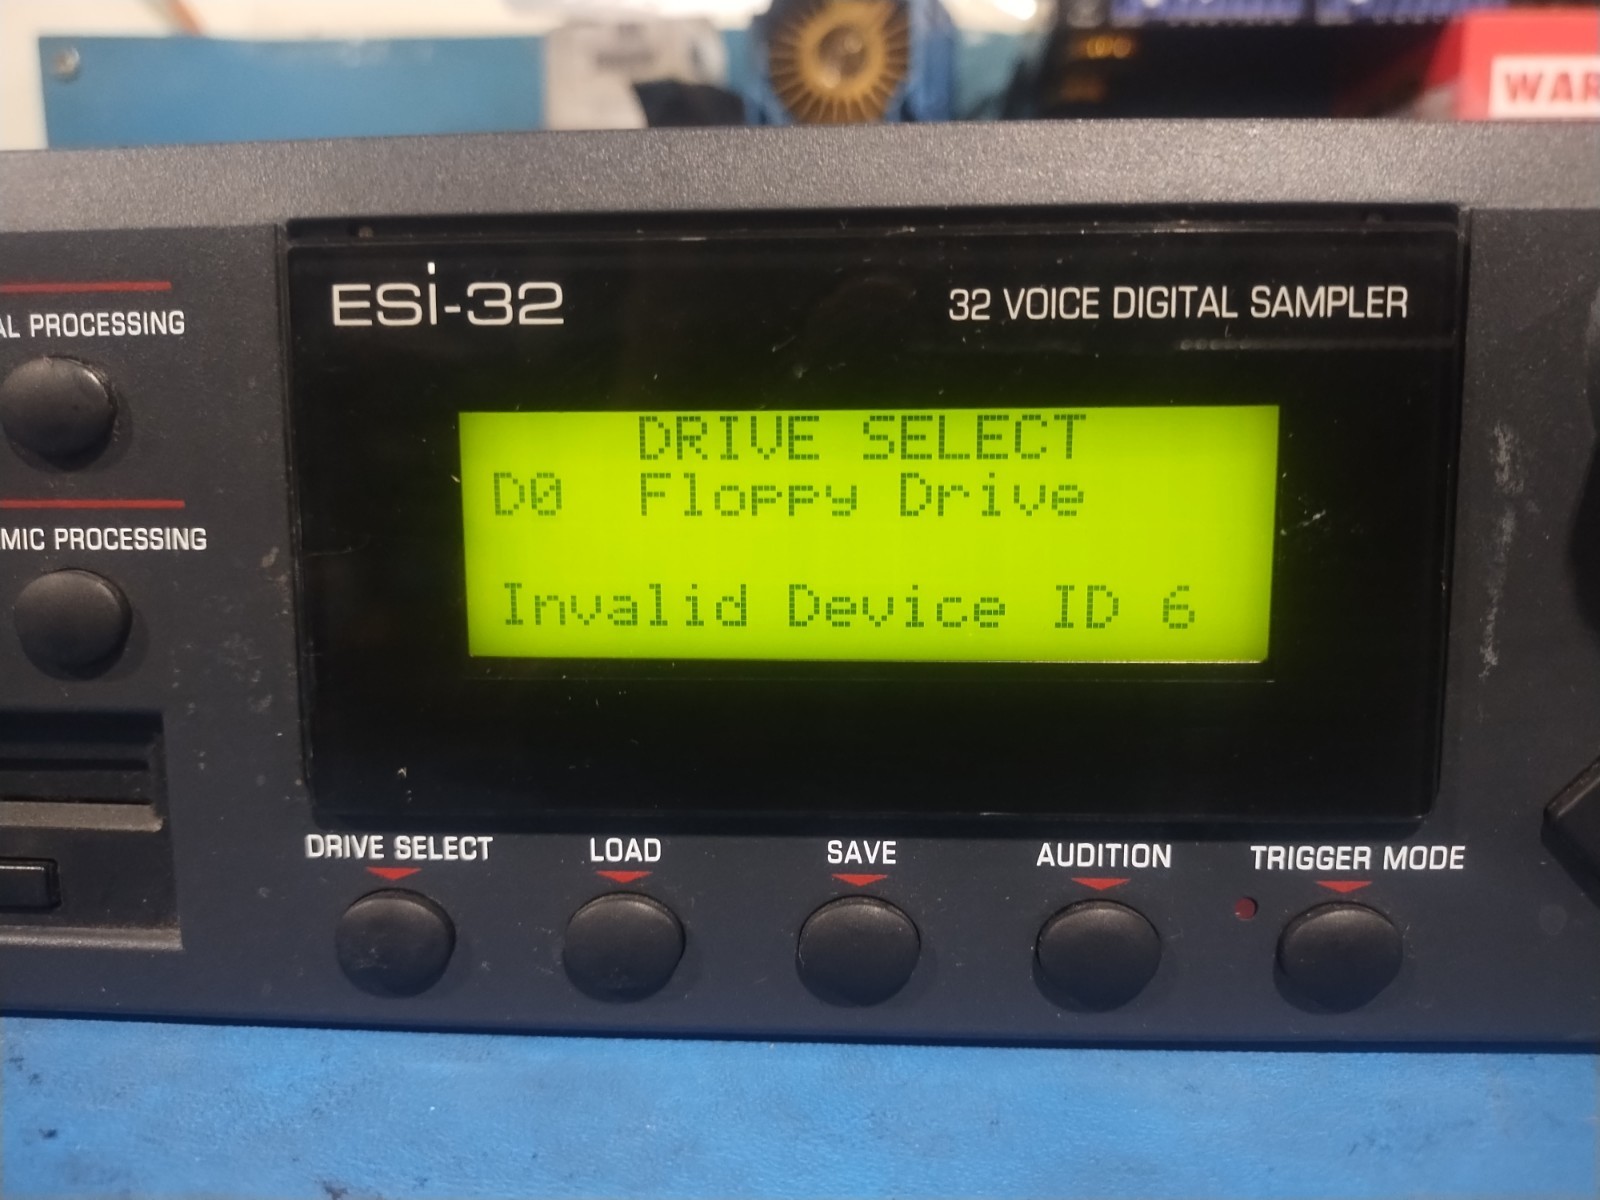 WAR
ESi-32
32 VOICE DIGITAL SAMPLER
AL PROCESSING
DRIVE SELECT
D0 Floppy Drive
MIC PROCESSING
Invalid Device ID 6
DRIVE SELECT
LOAD
SAVE
AUDITION
TRIGGER MODE